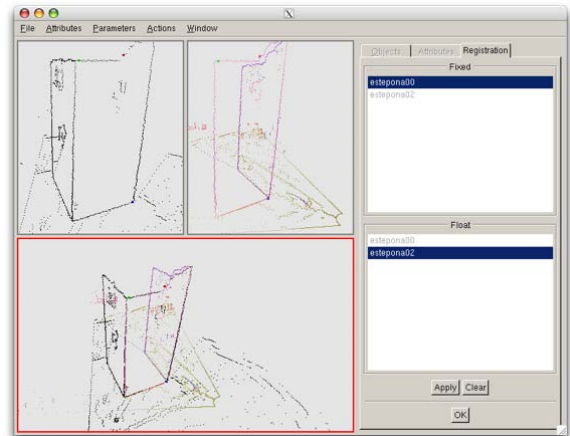 X
File Attributes Parameters Actions Window
Objects Attributes Registration
Fixed
estepona00
estepona02
Float
estepona00
estepona02
Apply Clear
OK